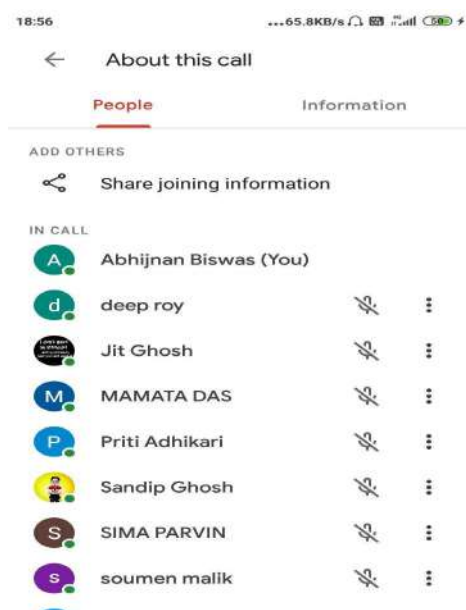 18:56 ...65.8KB/s 50
About this call
People Information
ADD OTHERS
Share joining information
IN CALL
A Abhijnan Biswas (You)
d deep roy
Jit Ghosh
M MAMATA DAS
P Priti Adhikari
Sandip Ghosh
S SIMA PARVIN
s soumen malik